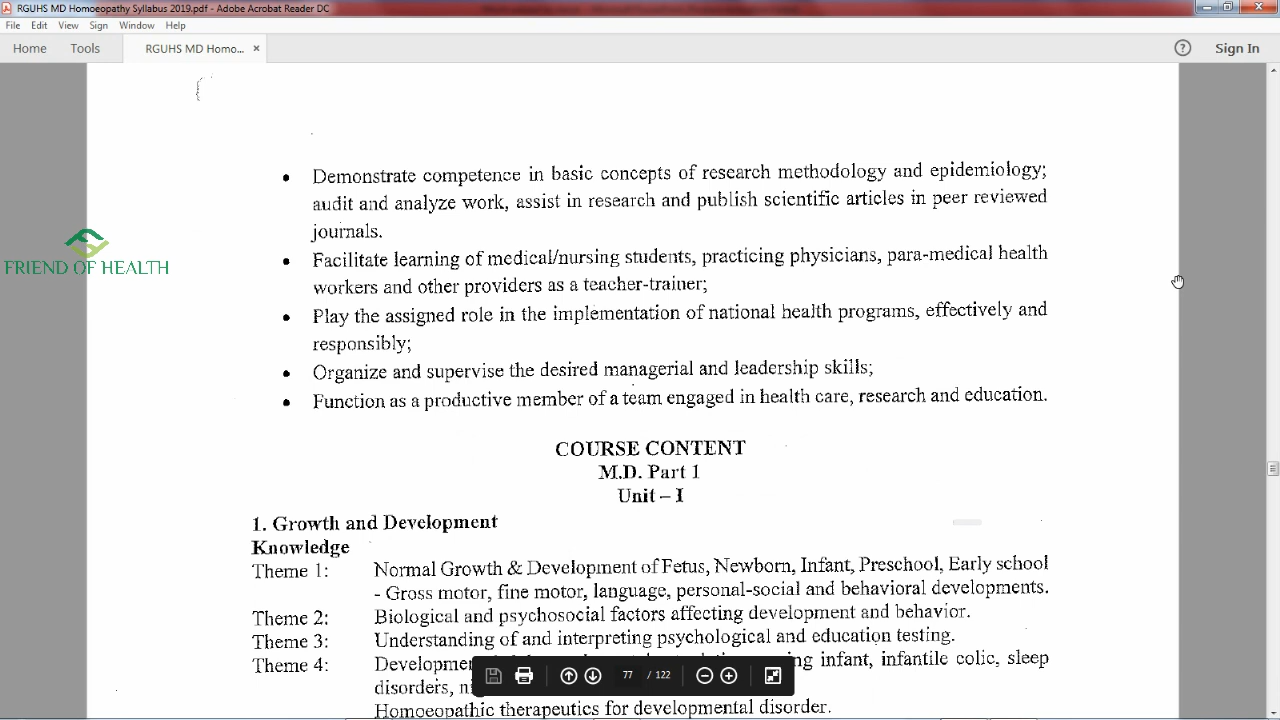 RGUHS MD Homoeopathy Syllabus 2019.pdf - Adobe Acrobat Reader DC
File Edit View Sign Window Help
Home Tools RGUHS MD Homo... × ? Sign In
• Demonstrate competence in basic concepts of research methodology and epidemiology;
audit and analyze work, assist in research and publish scientific articles in peer reviewed
journals.
FRIEND OF HEALTH
• Facilitate learning of medical/nursing students, practicing physicians, para-medical health
workers and other providers as a teacher-trainer;
• Play the assigned role in the implementation of national health programs, effectively and
responsibly;
• Organize and supervise the desired managerial and leadership skills;
• Function as a productive member of a team engaged in health care, research and education.
COURSE CONTENT
M.D. Part 1
Unit – I
1. Growth and Development
Knowledge
Theme 1: Normal Growth & Development of Fetus, Newborn, Infant, Preschool, Early school
- Gross motor, fine motor, language, personal-social and behavioral developments.
Theme 2: Biological and psychosocial factors affecting development and behavior.
Theme 3: Understanding of and interpreting psychological and education testing.
Theme 4: infant, infantile colic, sleep
disorders,
77 / 122
Homoeopathic therapeutics for developmental disorder.